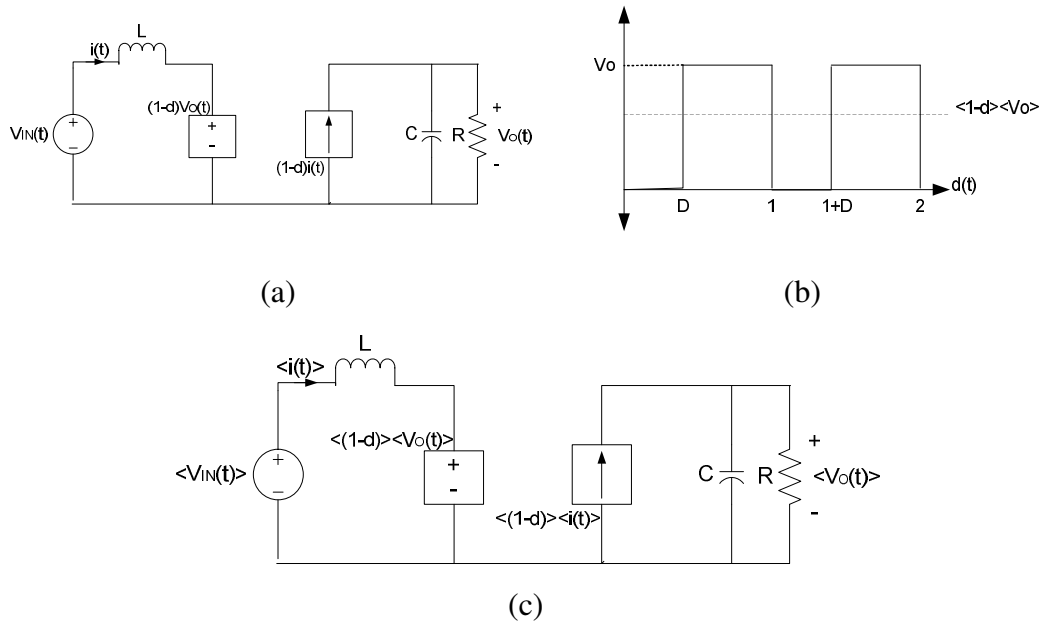 L
i(t)
VIN(t)
+
−
(1-d)Vo(t)
+
-
(1-d)i(t)
C
R
+
Vo(t)
-
(a)
Vo
<1-d><Vo>
d(t)
D
1
1+D
2
(b)
L
<i(t)>
<VIN(t)>
+
−
<(1-d)><Vo(t)>
+
-
<(1-d)><i(t)>
C
R
+
<Vo(t)>
-
(c)